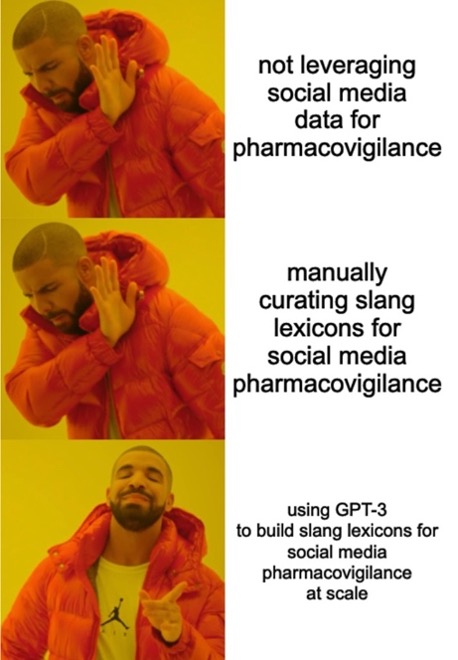 not leveraging
social media
data for
pharmacovigilance
manually
curating slang
lexicons for
social media
pharmacovigilance
using GPT-3
to build slang lexicons for
social media
pharmacovigilance
at scale